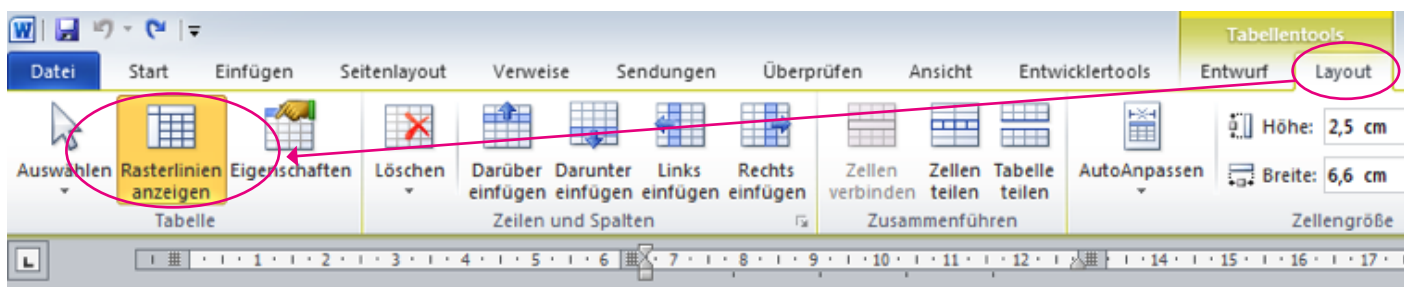 W
Tabellentools
Datei Start Einfügen Seitenlayout Verweise Sendungen Überprüfen Ansicht Entwicklertools Entwurf Layout
Auswählen Rasterlinien anzeigen Eigenschaften Löschen Darüber einfügen Darunter einfügen Links einfügen Rechts einfügen Zellen verbinden Zellen teilen Tabelle teilen AutoAnpassen
Höhe: 2,5 cm
Breite: 6,6 cm
Tabelle Zeilen und Spalten Zusammenführen Zellengröße
L 1 2 3 4 5 6 7 8 9 10 11 12 14 15 16 17